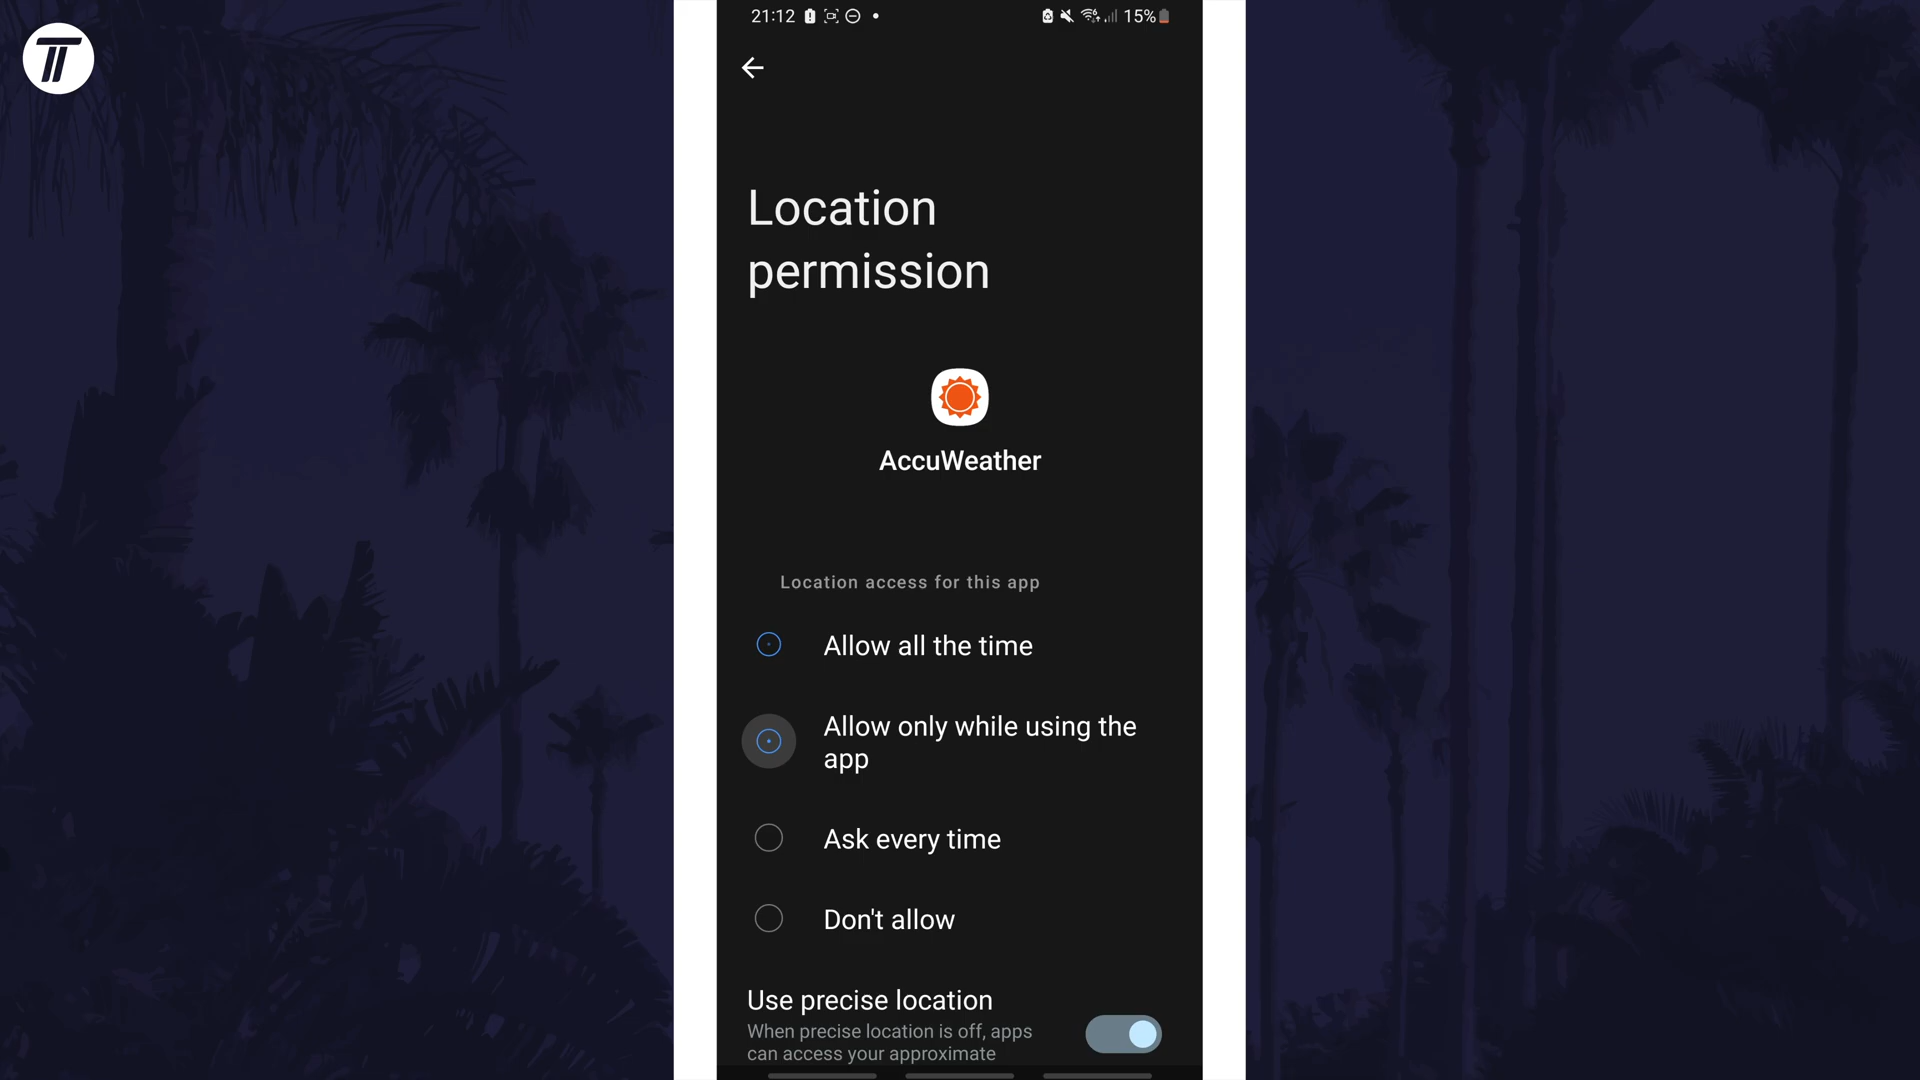 21:12
15%
Location
permission
AccuWeather
Location access for this app
Allow all the time
Allow only while using the
app
Ask every time
Don't allow
Use precise location
When precise location is off, apps
can access your approximate